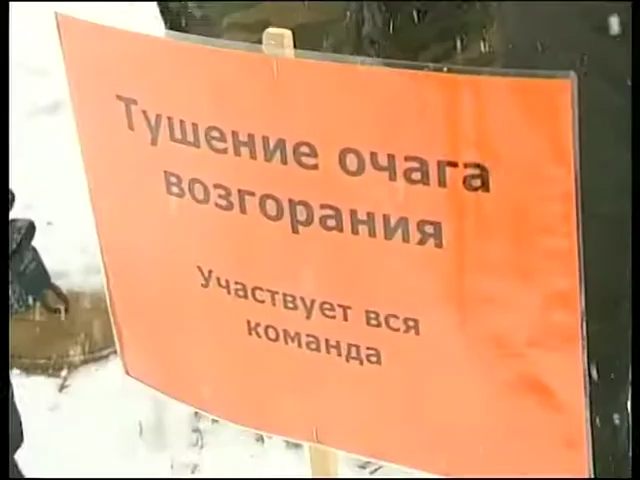 Тушение очага
возгорания
Участвует вся
команда